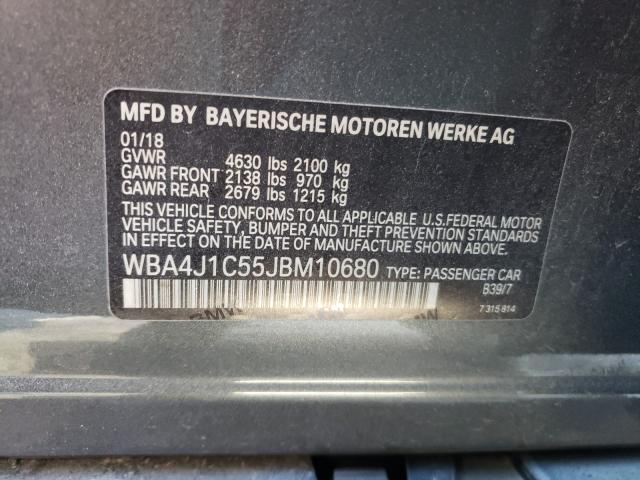 MFD BY BAYERISCHE MOTOREN WERKE AG
01/18
GVWR 4630 lbs 2100 kg
GAWR FRONT 2138 lbs 970 kg
GAWR REAR 2679 lbs 1215 kg
THIS VEHICLE CONFORMS TO ALL APPLICABLE U.S.FEDERAL MOTOR
VEHICLE SAFETY, BUMPER AND THEFT PREVENTION
STANDARDS IN EFFECT ON THE DATE OF MANUFACTURE SHOWN ABOVE.
WBA4J1C55JBM10680 TYPE: PASSENGER CAR
B39/7
7 315 814
BMW